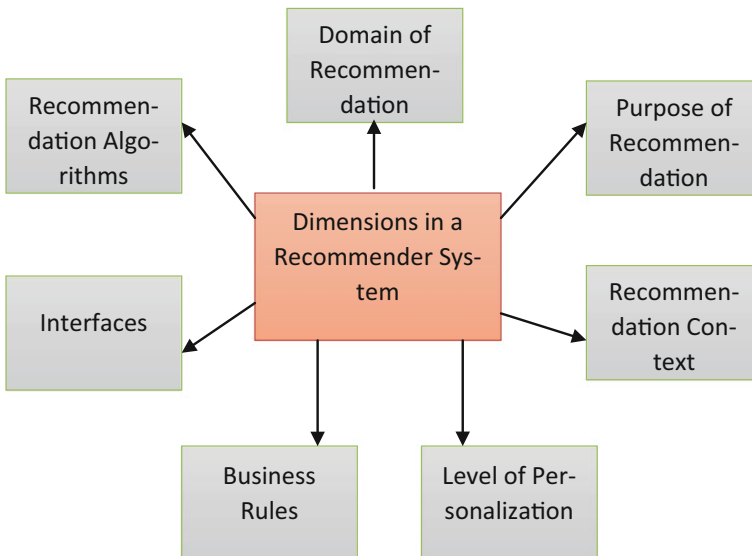 Domain of
Recommen-
dation
Recommen-
dation Algo-
rithms
Purpose of
Recommen-
dation
Dimensions in a
Recommender Sys-
tem
Interfaces
Recommen-
dation Con-
text
Business
Rules
Level of Per-
sonalization